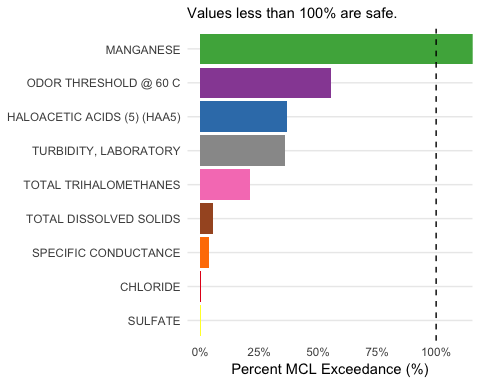 Values less than 100% are safe.
MANGANESE
ODOR THRESHOLD @ 60 C
HALOACETIC ACIDS (5) (HAA5)
TURBIDITY, LABORATORY
TOTAL TRIHALOMETHANES
TOTAL DISSOLVED SOLIDS
SPECIFIC CONDUCTANCE
CHLORIDE
SULFATE
0% 25% 50% 75% 100%
Percent MCL Exceedance (%)